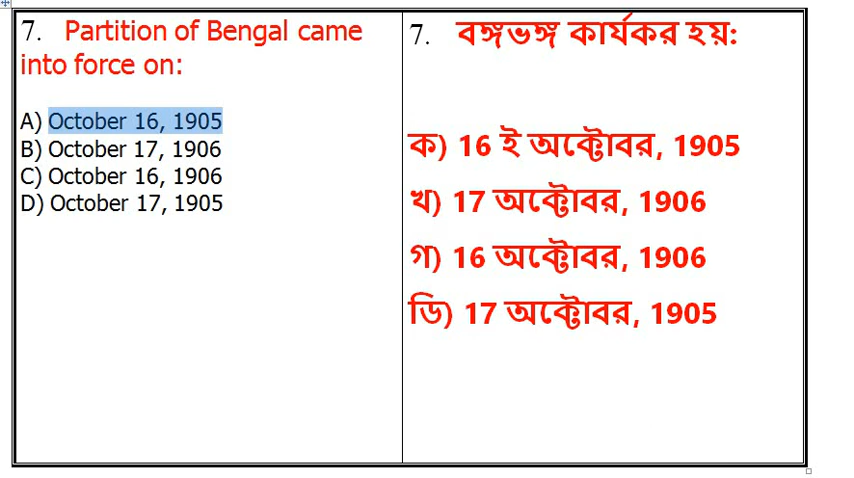 7. Partition of Bengal came
into force on:
A) October 16, 1905
B) October 17, 1906
C) October 16, 1906
D) October 17, 1905
7. বঙ্গভঙ্গ কার্যকর হয়:
ক) 16 ই অক্টোবর, 1905
খ) 17 অক্টোবর, 1906
গ) 16 অক্টোবর, 1906
ডি) 17 অক্টোবর, 1905